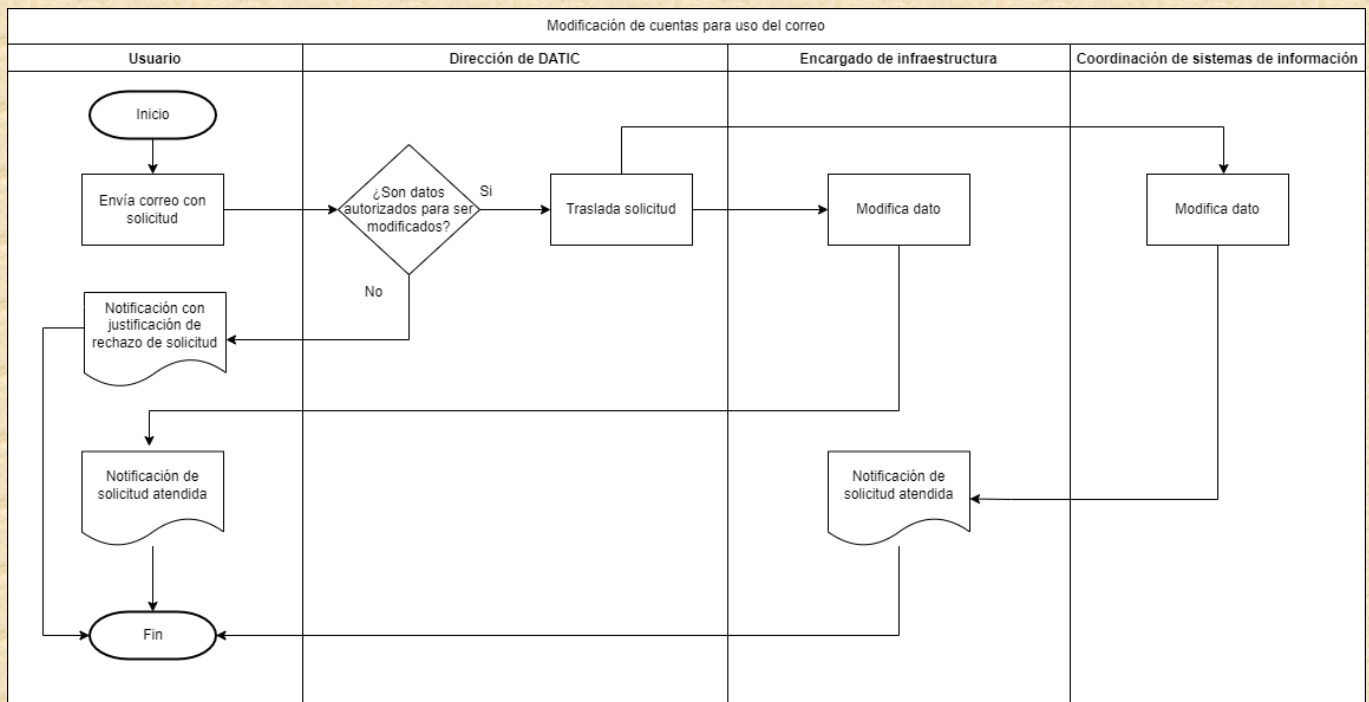 Modificación de cuentas para uso del correo
Usuario
Dirección de DATIC
Encargado de infraestructura
Coordinación de sistemas de información
Inicio
Envía correo con
solicitud
¿Son datos
autorizados para ser
modificados?
Si
Traslada solicitud
Modifica dato
Modifica dato
No
Notificación con
justificación de
rechazo de solicitud
Notificación de
solicitud atendida
Notificación de
solicitud atendida
Fin